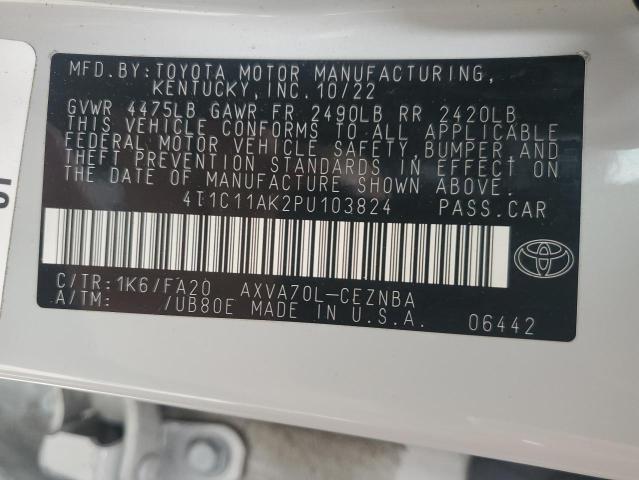 MFD.BY:TOYOTA MOTOR MANUFACTURING,
KENTUCKY,INC.10/22
GVWR 4475LB GAWR FR 2490LB RR 2420LB
THIS VEHICLE CONFORMS TO ALL APPLICABLE
FEDERAL MOTOR VEHICLE SAFETY,BUMPER,AND
THEFT PREVENTION STANDARDS IN EFFECT ON
THE DATE OF MANUFACTURE SHOWN ABOVE.
4T1C11AK2PU103824 PASS.CAR
C/TR:1K6/FA20 AXVA70L-CEZNBA
A/TM: /UB80E MADE IN U.S.A. 06442